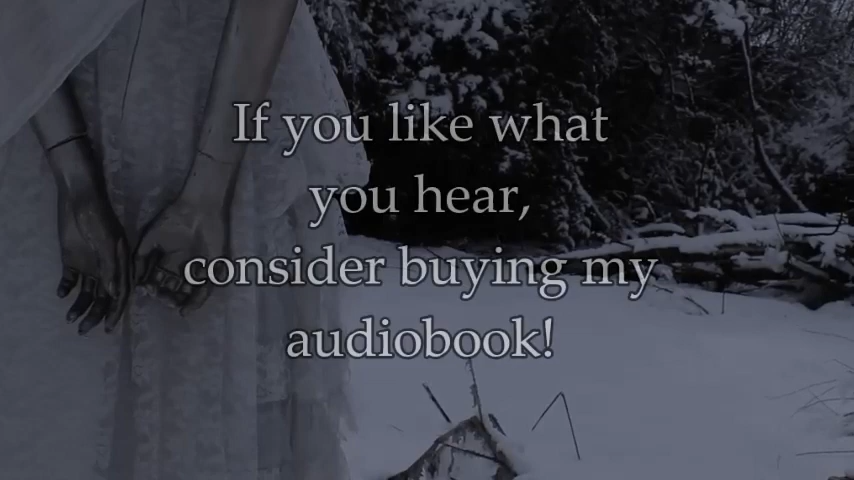 If you like what
you hear,
consider buying my
audiobook!